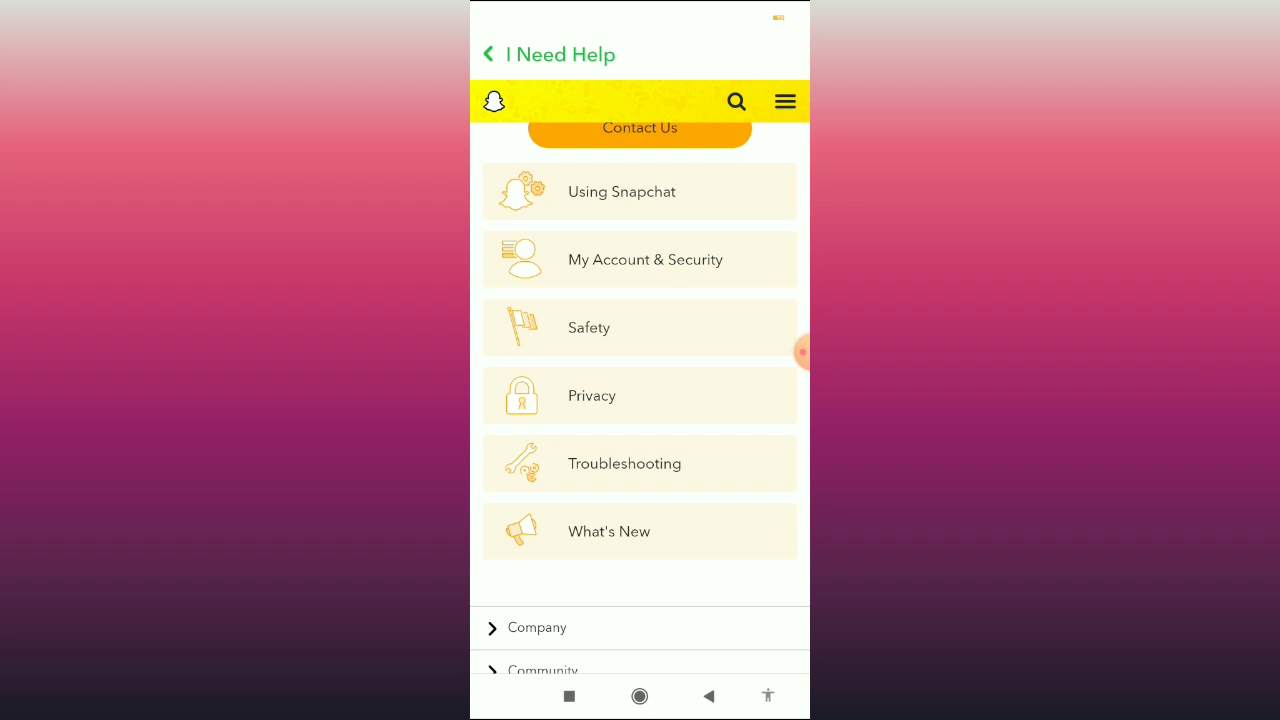 I Need Help
Contact Us
Using Snapchat
My Account & Security
Safety
Privacy
Troubleshooting
What's New
Company
Community